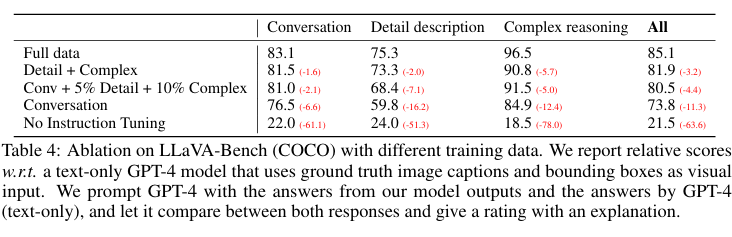 Conversation Detail description Complex reasoning All
Full data 83.1 75.3 96.5 85.1
Detail + Complex 81.5 (-1.6) 73.3 (-2.0) 90.8 (-5.7) 81.9 (-3.2)
Conv + 5% Detail + 10% Complex 81.0 (-2.1) 68.4 (-7.1) 91.5 (-5.0) 80.5 (-4.4)
Conversation 76.5 (-6.6) 59.8 (-16.2) 84.9 (-12.4) 73.8 (-11.3)
No Instruction Tuning 22.0 (-61.1) 24.0 (-51.3) 18.5 (-78.0) 21.5 (-63.6)
Table 4: Ablation on LLaVA-Bench (COCO) with different training data. We report relative scores
w.r.t. a text-only GPT-4 model that uses ground truth image captions and bounding boxes as visual
input. We prompt GPT-4 with the answers from our model outputs and the answers by GPT-4
(text-only), and let it compare between both responses and give a rating with an explanation.